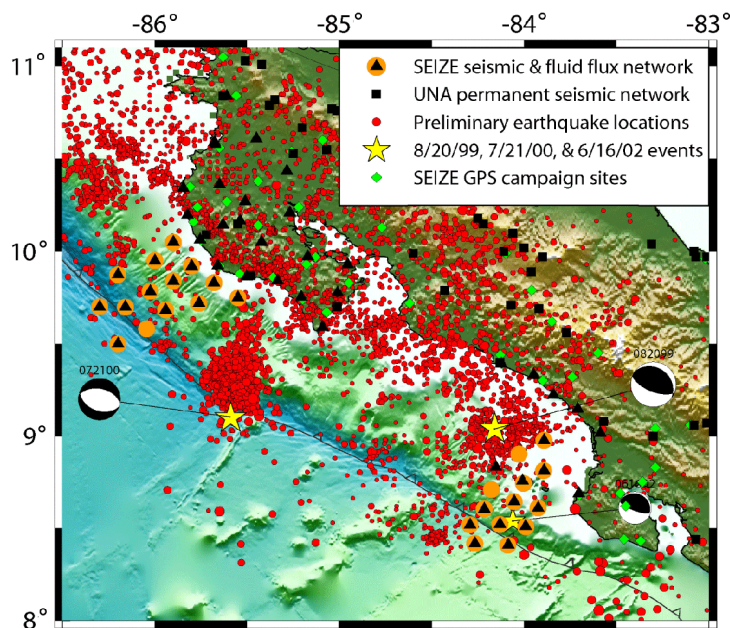 -86° -85° -84° -83°
11°
SEIZE seismic & fluid flux network
UNA permanent seismic network
Preliminary earthquake locations
8/20/99, 7/21/00, & 6/16/02 events
SEIZE GPS campaign sites
10°
082099
072100
9°
8°